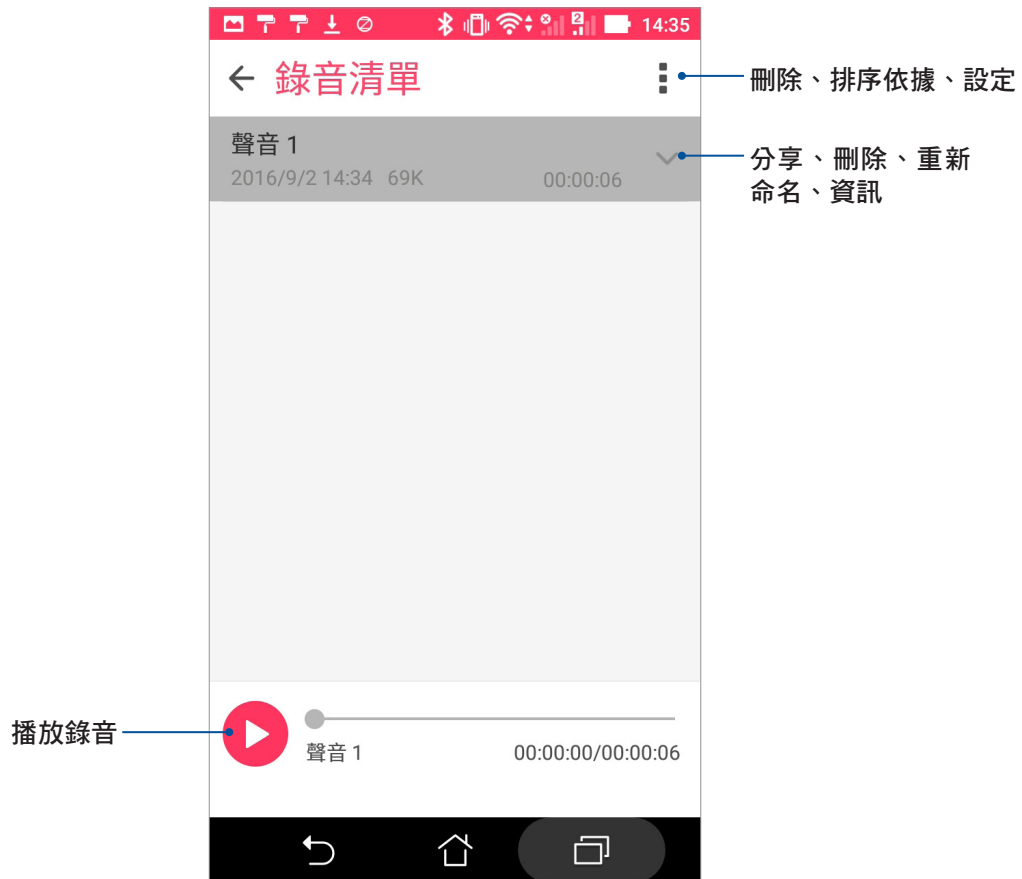 14:35
錄音清單
刪除、排序依據、設定
聲音 1
2016/9/2 14:34 69K 00:00:06
分享、刪除、重新
命名、資訊
播放錄音
聲音 1 00:00:00/00:00:06
2